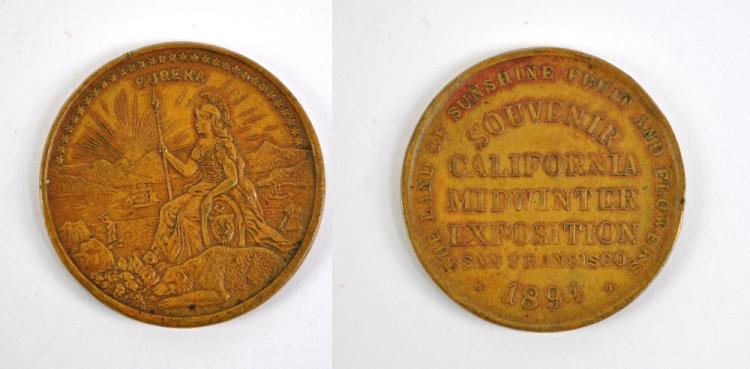 EUREKA
THE LAND OF SUNSHINE FRUIT AND FLOWERS
SOUVENIR
CALIFORNIA
MIDWINTER
EXPOSITION
SAN FRANCISCO
1894